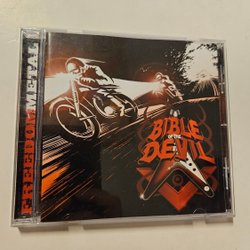 FREEDOM METAL
BIBLE
OF THE
DEVIL